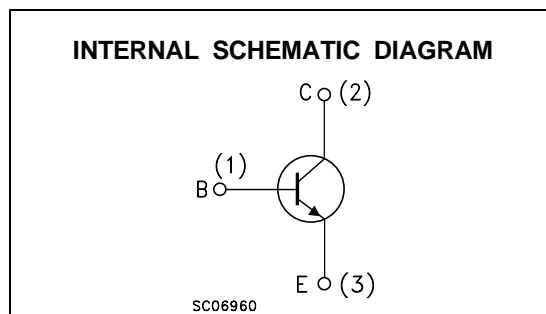 INTERNAL SCHEMATIC DIAGRAM
C (2)
(1)
B
E (3)
SC06960